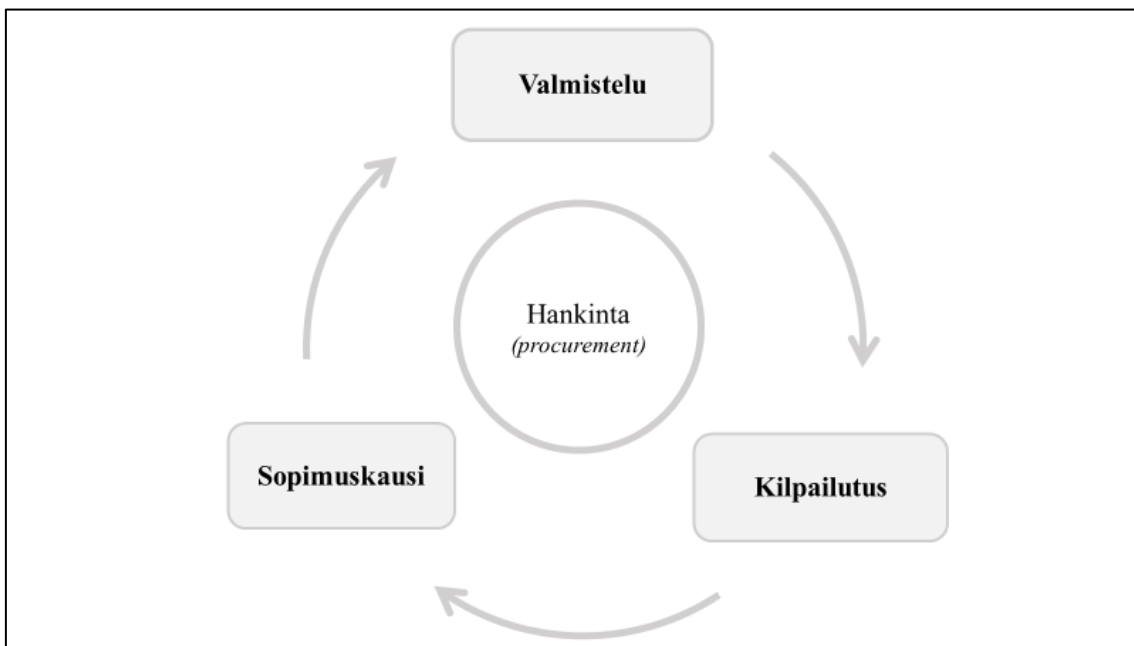 Valmistelu
Hankinta
(procurement)
Sopimuskausi
Kilpailutus